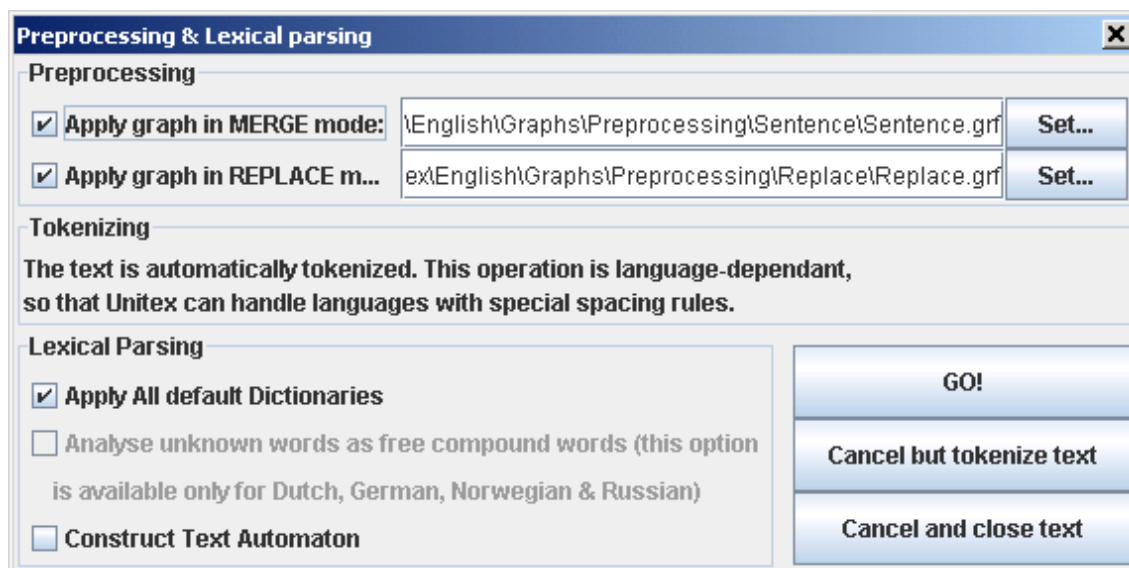 Preprocessing & Lexical parsing
Preprocessing
Apply graph in MERGE mode: \English\Graphs\Preprocessing\Sentence\Sentence.grf Set...
Apply graph in REPLACE m... ex\English\Graphs\Preprocessing\Replace\Replace.grf Set...
Tokenizing
The text is automatically tokenized. This operation is language-dependant,
so that Unitex can handle languages with special spacing rules.
Lexical Parsing
Apply All default Dictionaries
Analyse unknown words as free compound words (this option
is available only for Dutch, German, Norwegian & Russian)
Construct Text Automaton
GO!
Cancel but tokenize text
Cancel and close text